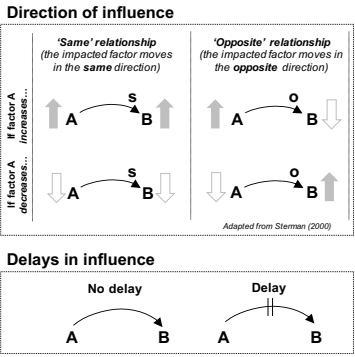 Direction of influence
‘Same’ relationship
(the impacted factor moves
in the same direction)
‘Opposite’ relationship
(the impacted factor moves in
the opposite direction)
If factor A
increases…
s
A
B
o
A
B
If factor A
decreases…
s
A
B
o
A
B
Adapted from Sterman (2000)
Delays in influence
No delay
A
B
Delay
A
B